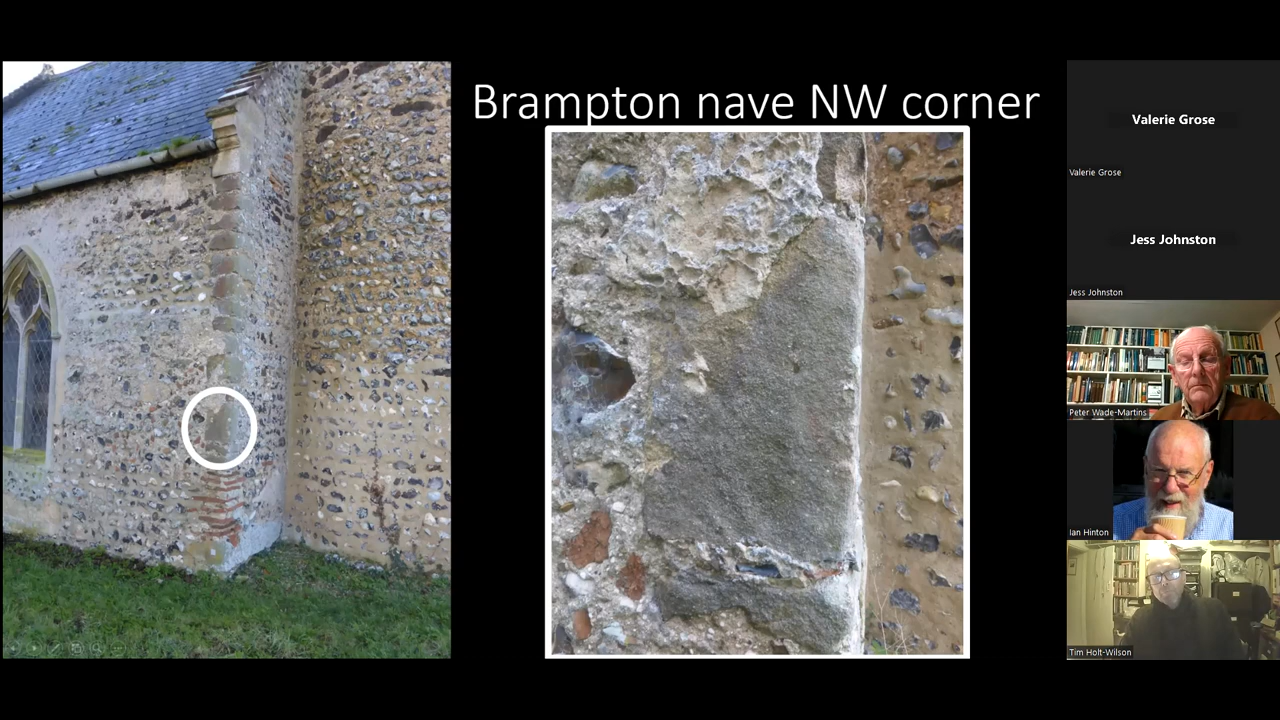 Brampton nave NW corner
Valerie Grose
Valerie Grose
Jess Johnston
Jess Johnston
Peter Wade-Martins
Ian Hinton
Tim Holt-Wilson